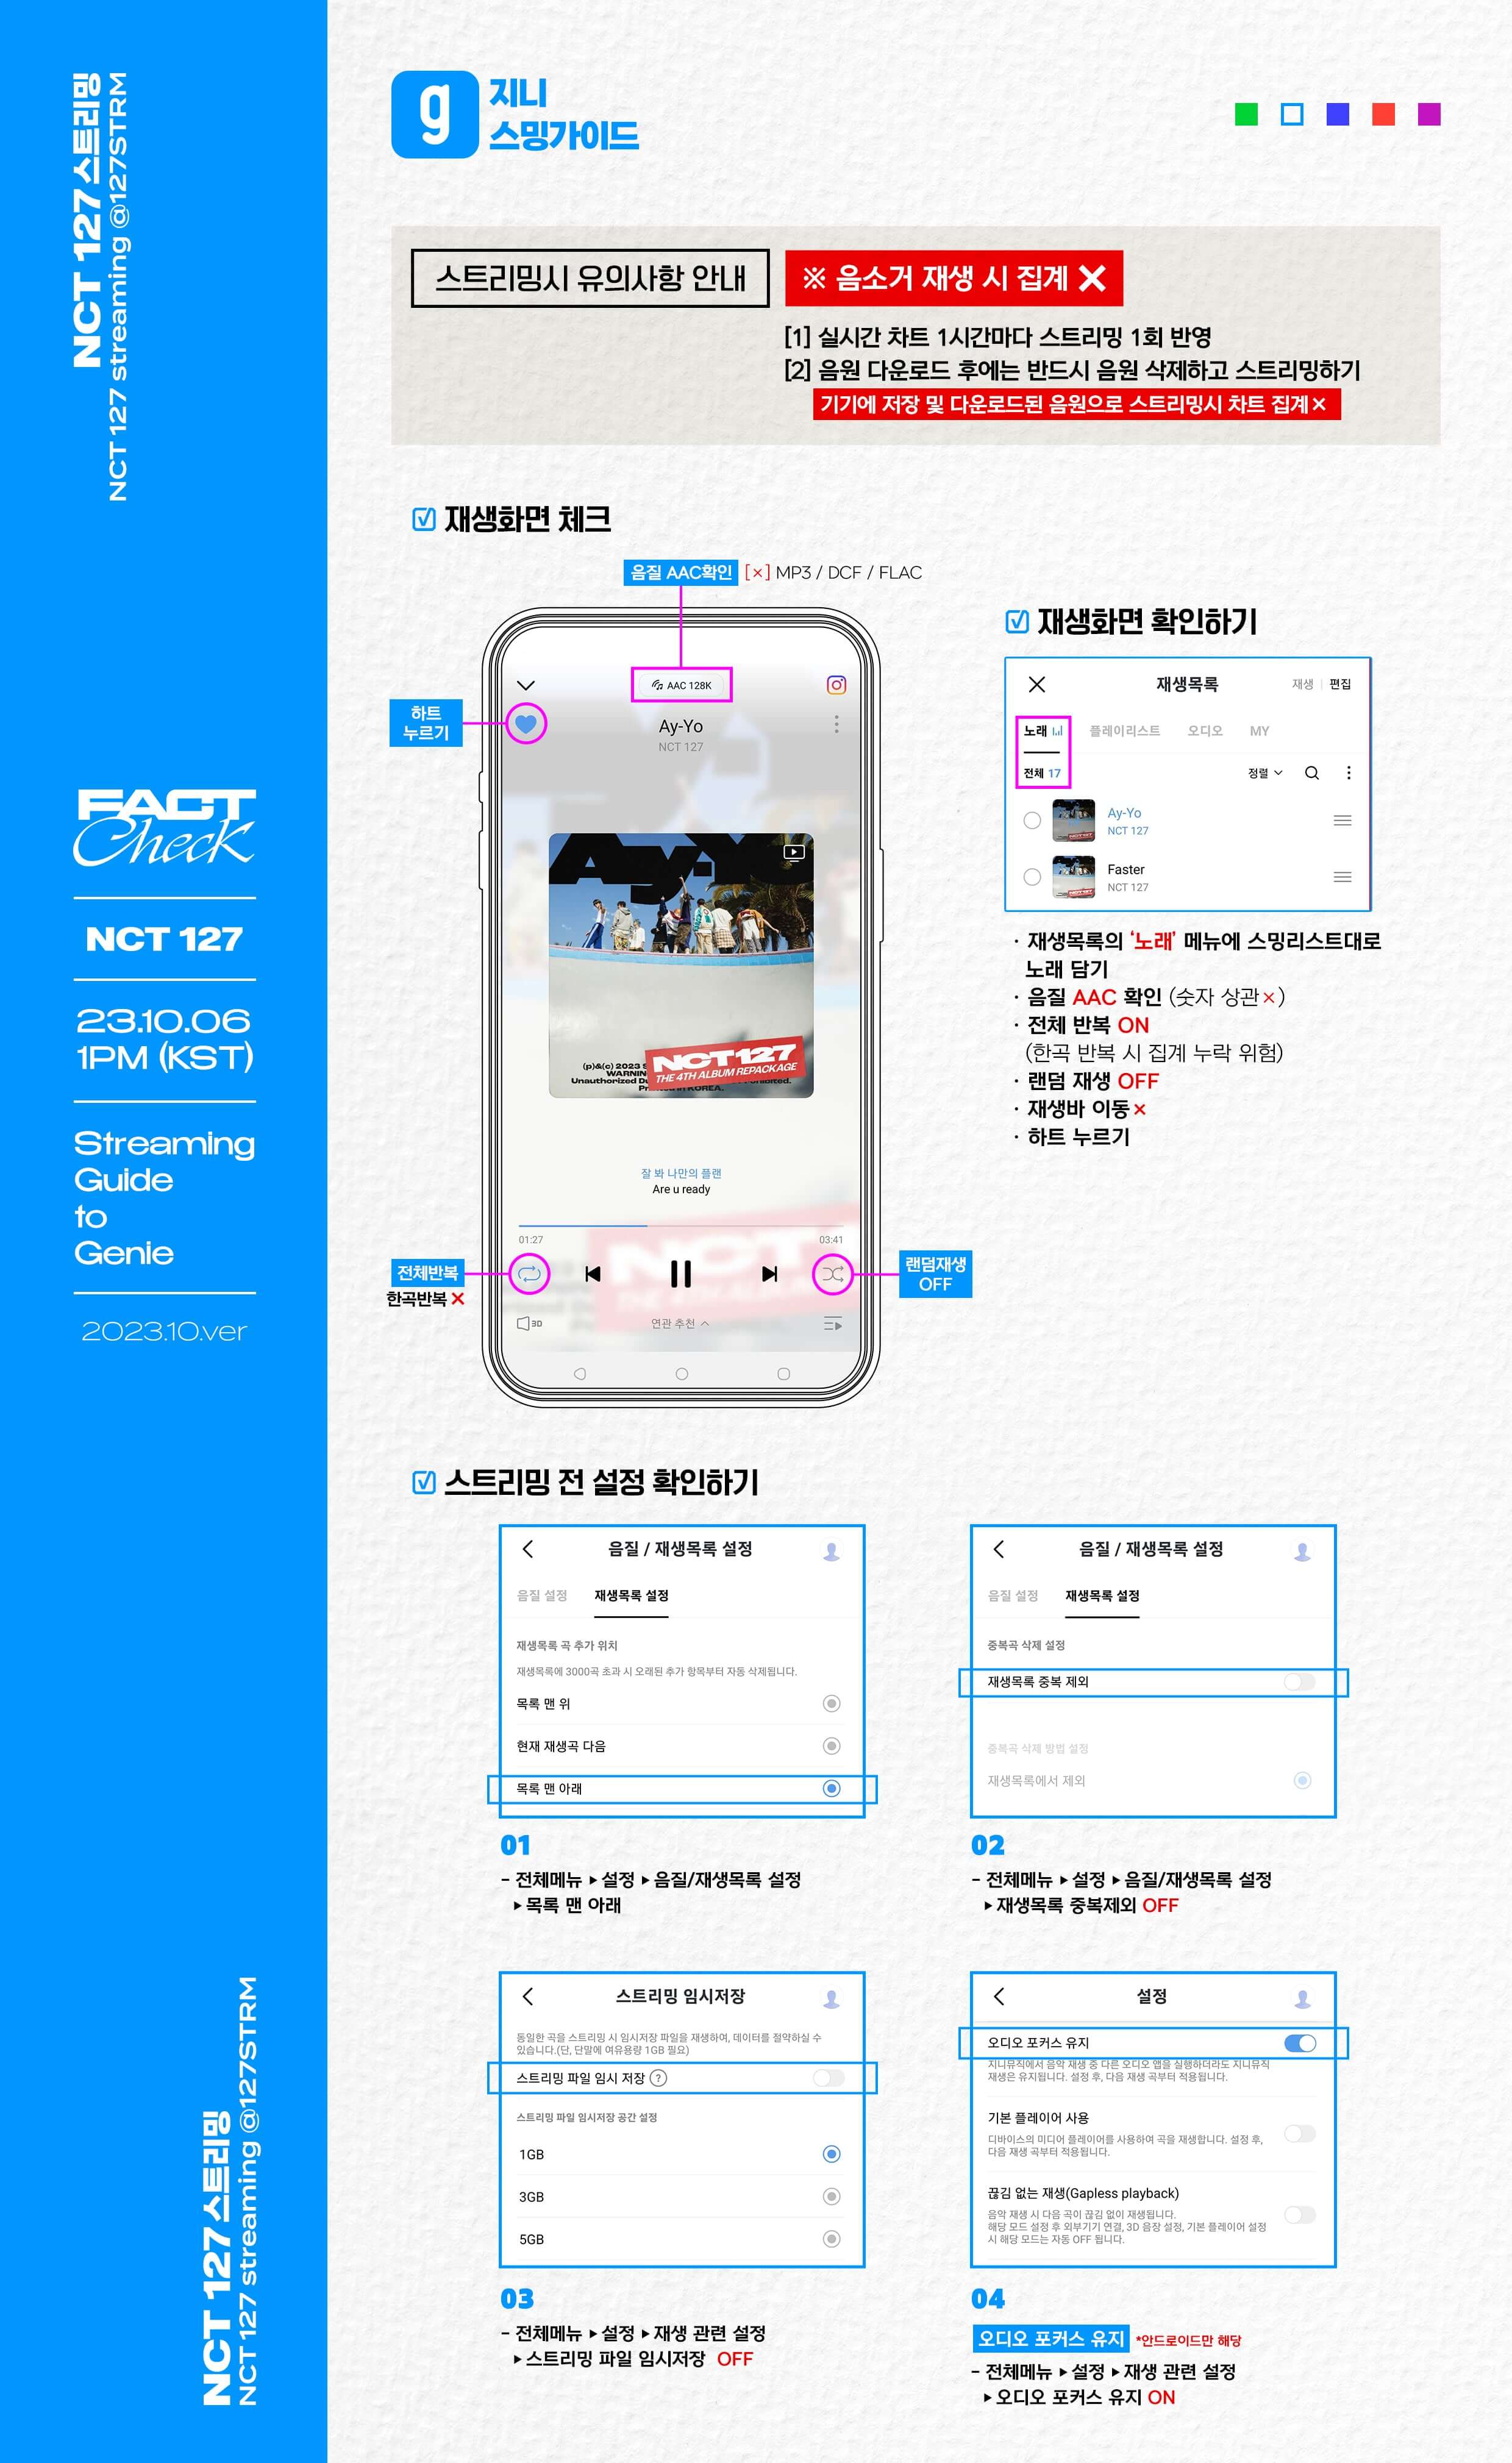 NCT 127 스트리밍
NCT 127 streaming @127STRM
FACT
Check
NCT 127
23.10.06
1PM (KST)
Streaming
Guide
to
Genie
2023.10.ver
NCT 127 스트리밍
NCT 127 streaming @127STRM
g
지니
스밍가이드
스트리밍시 유의사항 안내
※ 음소거 재생 시 집계 ✕
[1] 실시간 차트 1시간마다 스트리밍 1회 반영
[2] 음원 다운로드 후에는 반드시 음원 삭제하고 스트리밍하기
기기에 저장 및 다운로드된 음원으로 스트리밍시 차트 집계×
재생화면 체크
음질 AAC확인 [×] MP3 / DCF / FLAC
AAC 128K
하트
누르기
Ay-Yo
NCT 127
Ay-Yo
NCT127
THE 4TH ALBUM REPACKAGE
(p)&(c) 2023 S
WARNIN
Unauthorized D
잘 봐 나만의 플랜
Are u ready
01:27
03:41
전체반복
한곡반복 ✕
랜덤재생
OFF
3D
연관 추천
재생화면 확인하기
재생목록
재생 | 편집
노래
플레이리스트
오디오
MY
전체 17
정렬
Ay-Yo
NCT 127
Faster
NCT 127
· 재생목록의 '노래' 메뉴에 스밍리스트대로
노래 담기
· 음질 AAC 확인 (숫자 상관×)
· 전체 반복 ON
(한곡 반복 시 집계 누락 위험)
· 랜덤 재생 OFF
· 재생바 이동×
· 하트 누르기
스트리밍 전 설정 확인하기
음질 / 재생목록 설정
음질 설정
재생목록 설정
재생목록 곡 추가 위치
재생목록에 3000곡 초과 시 오래된 추가 항목부터 자동 삭제됩니다.
목록 맨 위
현재 재생곡 다음
목록 맨 아래
01
- 전체메뉴 ▸ 설정 ▸ 음질/재생목록 설정
▸ 목록 맨 아래
음질 / 재생목록 설정
음질 설정
재생목록 설정
중복곡 삭제 설정
재생목록 중복 제외
중복곡 삭제 방법 설정
재생목록에서 제외
02
- 전체메뉴 ▸ 설정 ▸ 음질/재생목록 설정
▸ 재생목록 중복제외 OFF
스트리밍 임시저장
동일한 곡을 스트리밍 시 임시저장 파일을 재생하여, 데이터를 절약하실 수
있습니다.(단, 단말에 여유용량 1GB 필요)
스트리밍 파일 임시 저장 ?
스트리밍 파일 임시저장 공간 설정
1GB
3GB
5GB
03
- 전체메뉴 ▸ 설정 ▸ 재생 관련 설정
▸ 스트리밍 파일 임시저장 OFF
설정
오디오 포커스 유지
지니뮤직에서 음악 재생 중 다른 오디오 앱을 실행하더라도 지니뮤직
재생은 유지됩니다. 설정 후, 다음 재생 곡부터 적용됩니다.
기본 플레이어 사용
디바이스의 미디어 플레이어를 사용하여 곡을 재생합니다. 설정 후,
다음 재생 곡부터 적용됩니다.
끊김 없는 재생(Gapless playback)
음악 재생 시 다음 곡이 끊김 없이 재생됩니다.
해당 모드 설정 후 외부기기 연결, 3D 음장 설정, 기본 플레이어 설정
시 해당 모드는 자동 OFF 됩니다.
04
오디오 포커스 유지 *안드로이드만 해당
- 전체메뉴 ▸ 설정 ▸ 재생 관련 설정
▸ 오디오 포커스 유지 ON